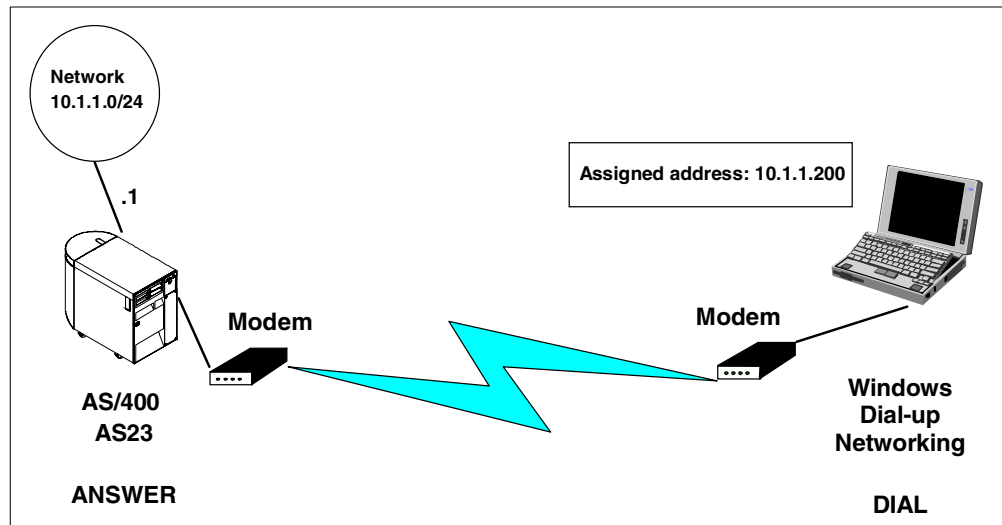 Network
10.1.1.0/24
.1
Assigned address: 10.1.1.200
Modem
Modem
AS/400
AS23
Windows
Dial-up
Networking
ANSWER
DIAL